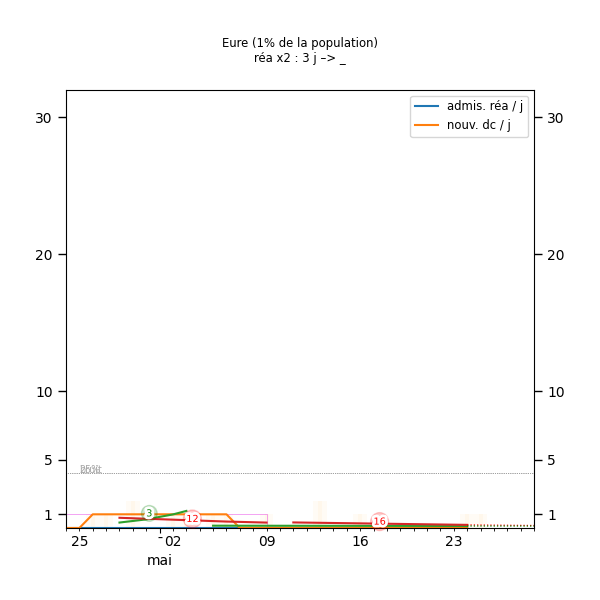 Eure (1% de la population)
réa x2 : 3 j –> _
admis. réa / j
nouv. dc / j
30 30
20 20
10 10
5 5
1 1
3
12
16
25 02 09 16 23
mai